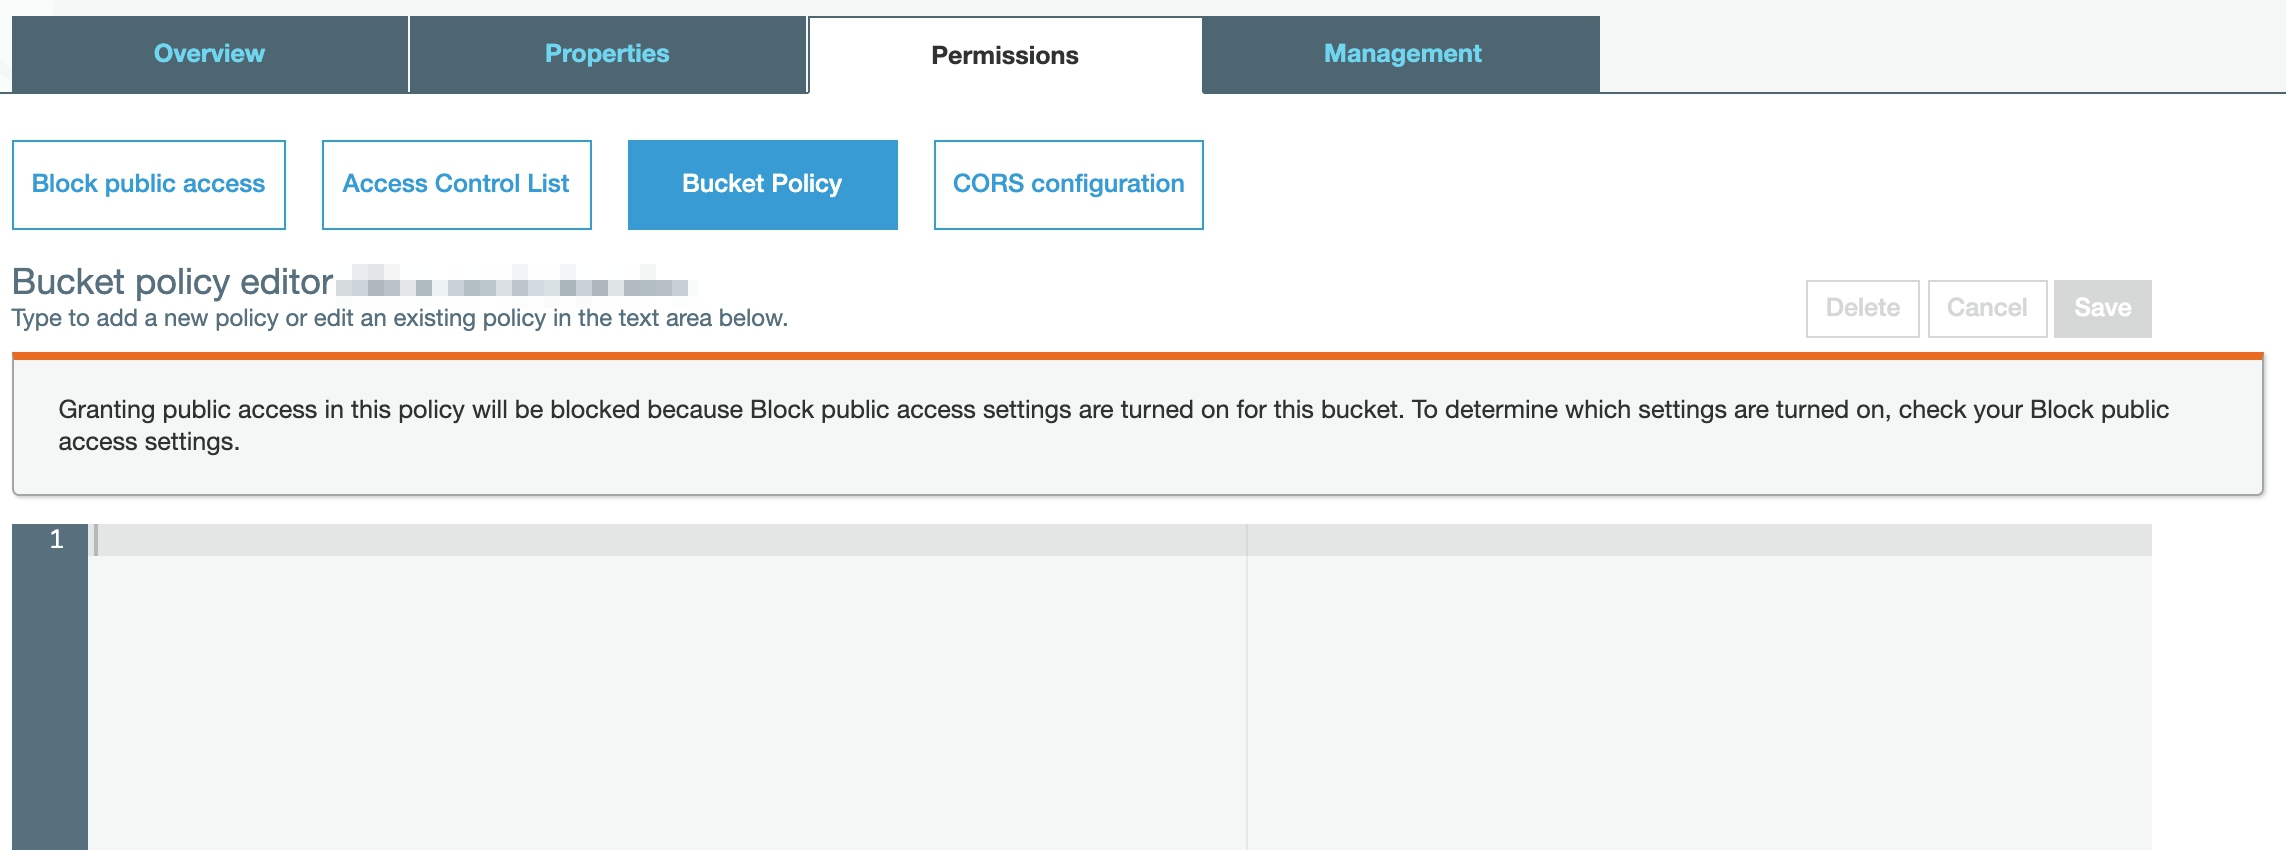 Overview Properties Permissions Management
Block public access Access Control List Bucket Policy CORS configuration
Bucket policy editor
Type to add a new policy or edit an existing policy in the text area below.
Delete Cancel Save
Granting public access in this policy will be blocked because Block public access settings are turned on for this bucket. To determine which settings are turned on, check your Block public
access settings.
1